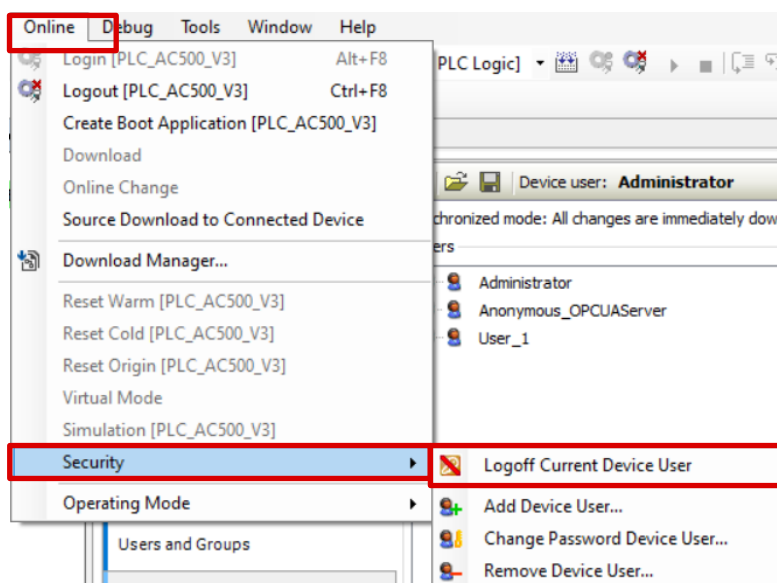 Online Debug Tools Window Help
Login [PLC_AC500_V3] Alt+F8
Logout [PLC_AC500_V3] Ctrl+F8
Create Boot Application [PLC_AC500_V3]
Download
Online Change
Source Download to Connected Device
Download Manager...
Reset Warm [PLC_AC500_V3]
Reset Cold [PLC_AC500_V3]
Reset Origin [PLC_AC500_V3]
Virtual Mode
Simulation [PLC_AC500_V3]
Security
Operating Mode
PLC Logic]
Device user: Administrator
chronized mode: All changes are immediately dow
ers
Administrator
Anonymous_OPCUAServer
User_1
Logoff Current Device User
Add Device User...
Change Password Device User...
Remove Device User...
Users and Groups